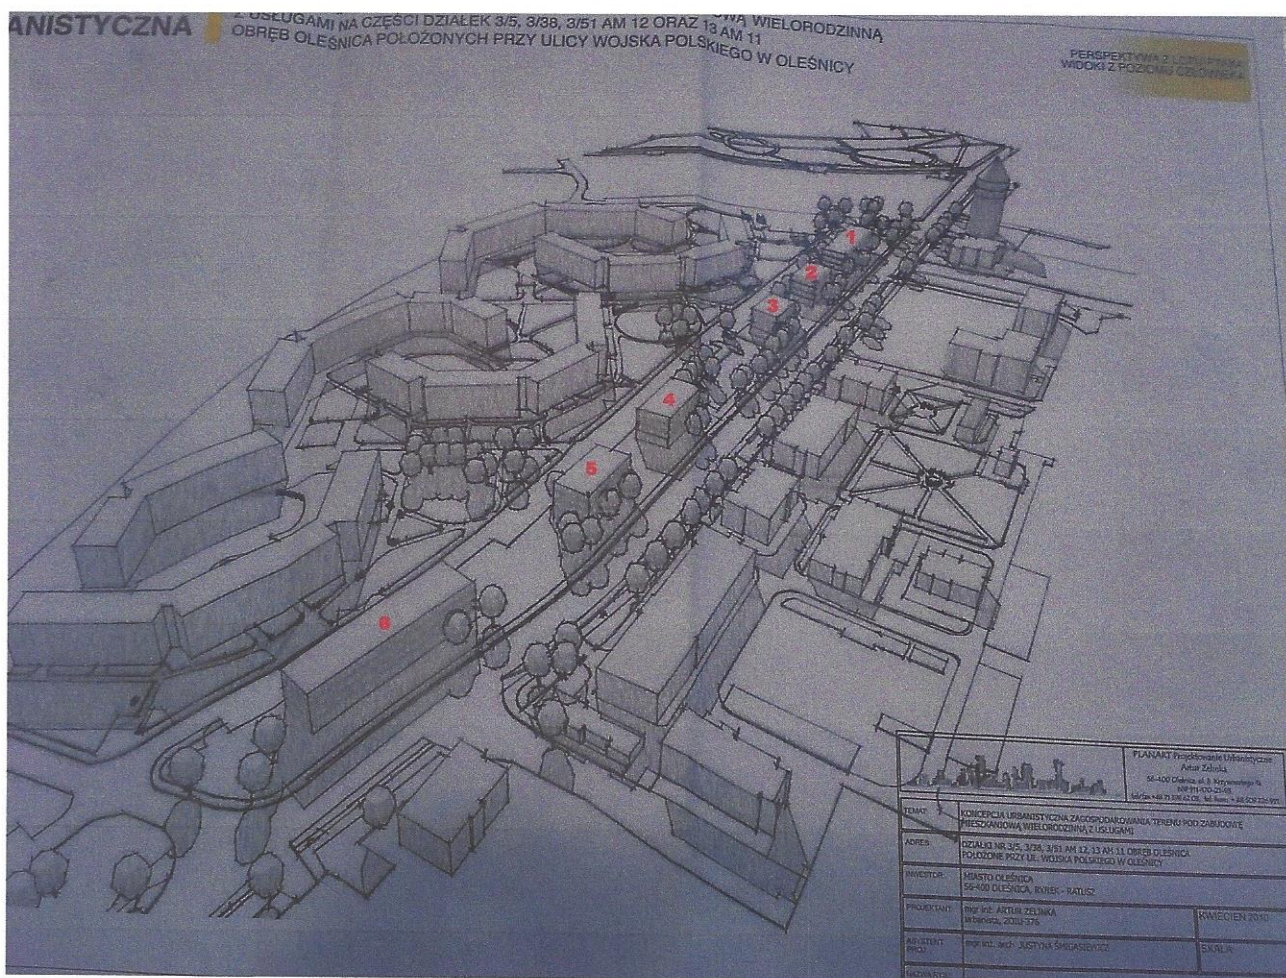 ANISTYCZNA
Z USŁUGAMI NA CZĘŚCI DZIAŁEK 3/5, 3/38, 3/51 AM 12 ORAZ 13 AM 11 WIELORODZINNĄ
OBRĘB OLEŚNICA POŁOŻONYCH PRZY ULICY WOJSKA POLSKIEGO W OLEŚNICY
PERSPEKTYWA Z
WIDOKI Z POZIOMU CZŁOWIEKA
1
2
3
4
5
6
PLANART Projektowanie Urbanistyczne
Artur Zelinka
56-400 Oleśnica
TEMAT: KONCEPCJA URBANISTYCZNA ZAGOSPODAROWANIA TERENU POD ZABUDOWĘ
MIESZKANIOWĄ WIELORODZINNĄ Z USŁUGAMI
ADRES: DZIAŁKI NR 3/5, 3/38, 3/51 AM 12, 13 AM 11 OBRĘB OLEŚNICA
POŁOŻONE PRZY UL. WOJSKA POLSKIEGO W OLEŚNICY
INWESTOR: MIASTO OLEŚNICA
56-400 OLEŚNICA, RYNEK - RATUSZ
PROJEKTANT: mgr inż. ARTUR ZELINKA
urbanista, ZOIU-376
KWIECIEŃ 2010
ASYSTENT PROJ. mgr inż. arch. JUSTYNA
SKALA